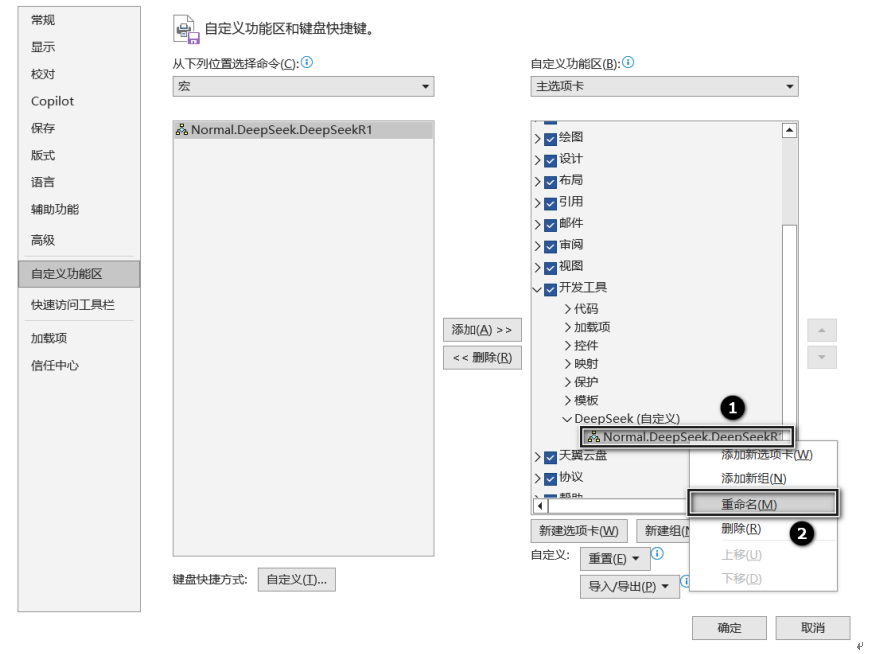 常规
显示
校对
Copilot
保存
版式
语言
辅助功能
高级
自定义功能区
快速访问工具栏
加载项
信任中心
自定义功能区和键盘快捷键。
从下列位置选择命令(C):
宏
Normal.DeepSeek.DeepSeekR1
键盘快捷方式: 自定义(T)...
添加(A) >>
<< 删除(R)
自定义功能区(B):
主选项卡
绘图
设计
布局
引用
邮件
审阅
视图
开发工具
代码
加载项
控件
映射
保护
模板
DeepSeek (自定义)
Normal.DeepSeek.DeepSeekR1
天翼云盘
协议
帮助
1
添加新选项卡(W)
添加新组(N)
重命名(M)
删除(R)
2
上移(U)
下移(D)
新建选项卡(W) 新建组(N
自定义: 重置(E)
导入/导出(P)
确定 取消